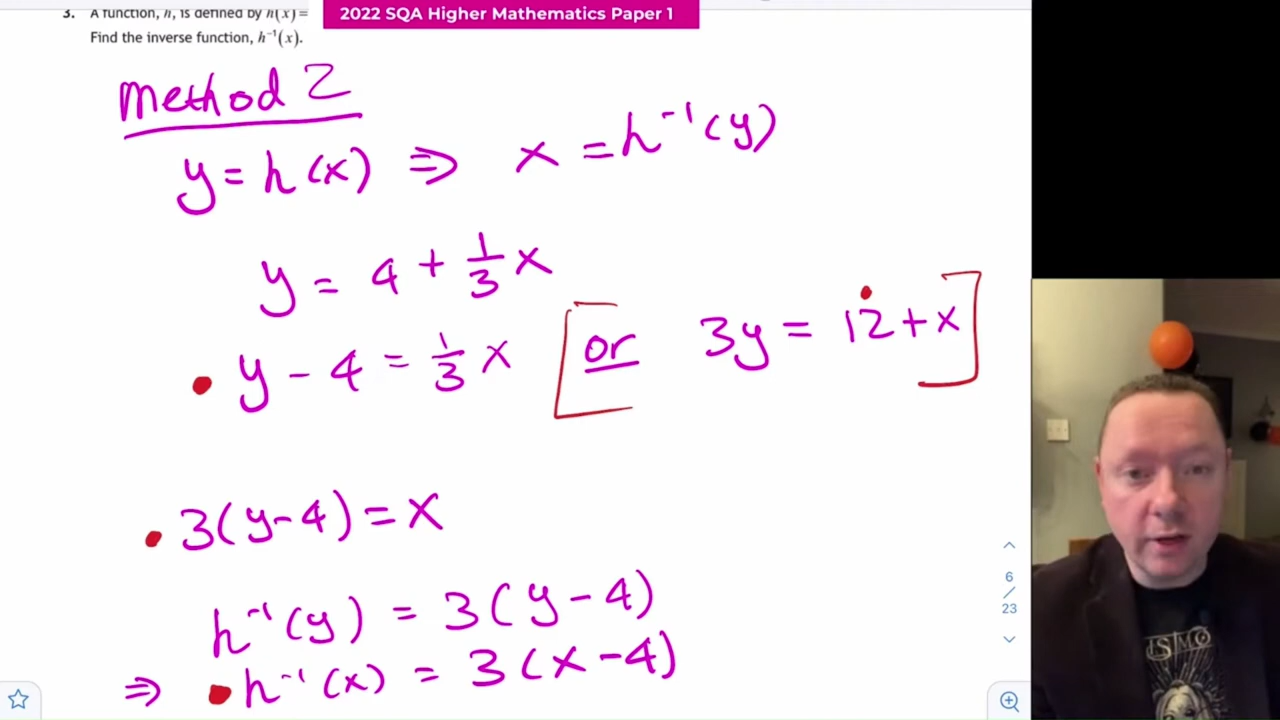 2022 SQA Higher Mathematics Paper 1
3. A function, h, is defined by h(x)=
Find the inverse function, h⁻¹(x).
Method 2
y = h(x) ⇒ x = h⁻¹(y)
y = 4 + 1/3 x
y - 4 = 1/3 x [or 3y = 12 + x]
3(y-4) = x
h⁻¹(y) = 3(y-4)
⇒ h⁻¹(x) = 3(x-4)
6
/
23